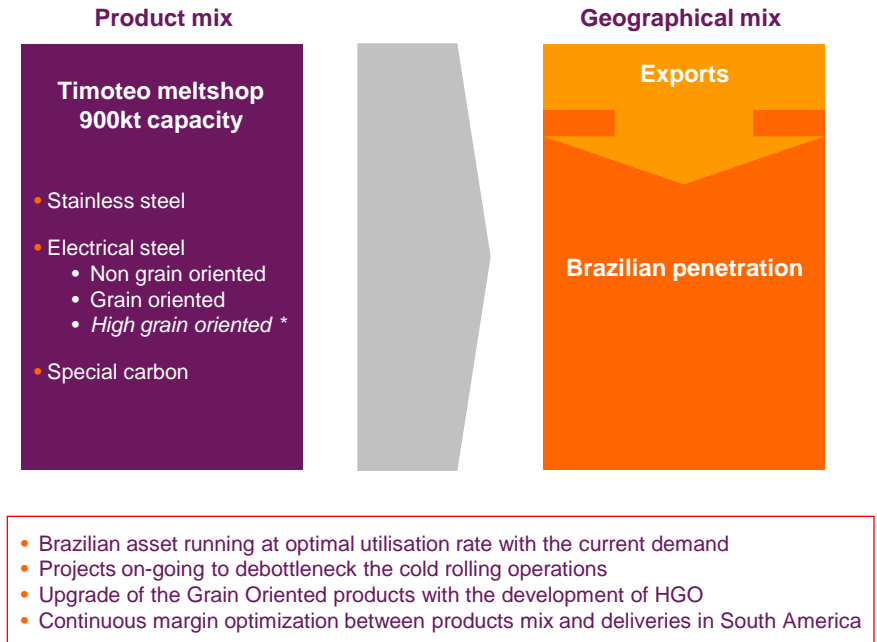 Product mix
Geographical mix
Timoteo meltshop
900kt capacity
• Stainless steel
• Electrical steel
• Non grain oriented
• Grain oriented
• High grain oriented *
• Special carbon
Exports
Brazilian penetration
• Brazilian asset running at optimal utilisation rate with the current demand
• Projects on-going to debottleneck the cold rolling operations
• Upgrade of the Grain Oriented products with the development of HGO
• Continuous margin optimization between products mix and deliveries in South America